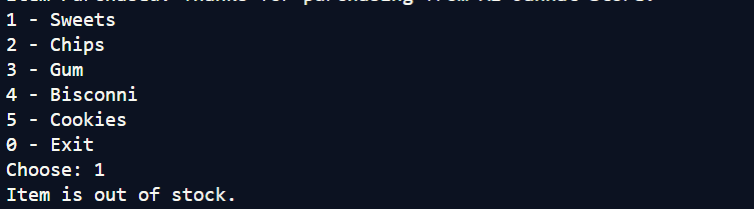 1 - Sweets
2 - Chips
3 - Gum
4 - Bisconni
5 - Cookies
0 - Exit
Choose: 1
Item is out of stock.